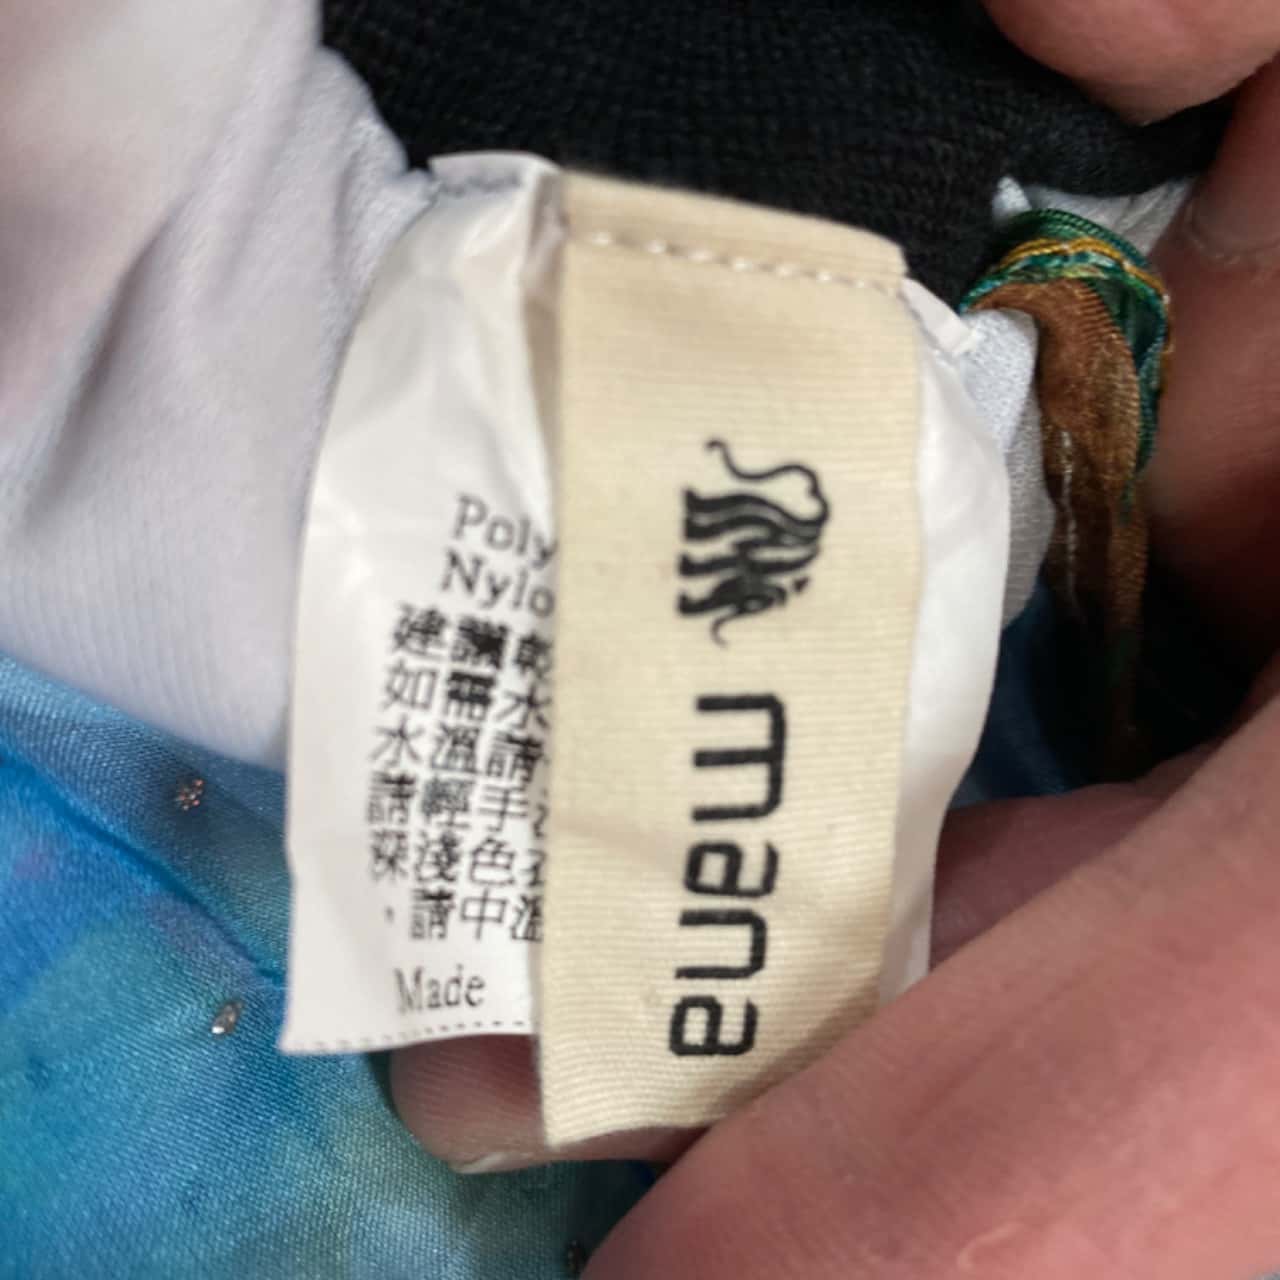 Poly
Nylo
建議乾
如需水
水溫請
請輕手
深淺色衣
，請中溫
Made
mana